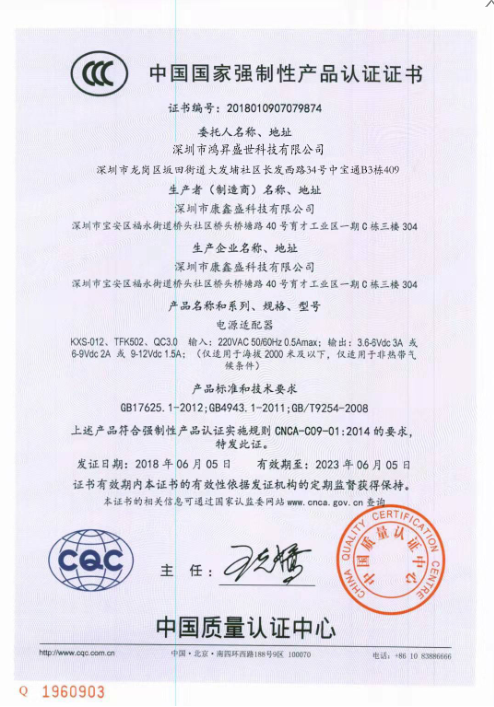 CCC
中国国家强制性产品认证证书
证书编号：2018010907079874
委托人名称、地址
深圳市鸿昇盛世科技有限公司
深圳市龙岗区坂田街道大发埔社区长发西路34号中宝通B3栋409
生产者（制造商）名称、地址
深圳市康鑫盛科技有限公司
深圳市宝安区福永街道桥头社区桥头桥塘路 40 号育才工业区一期 C 栋三楼 304
生产企业名称、地址
深圳市康鑫盛科技有限公司
深圳市宝安区福永街道桥头社区桥头桥塘路 40 号育才工业区一期 C 栋三楼 304
产品名称和系列、规格、型号
电源适配器
KXS-012、TFK502、QC3.0 输入：220VAC 50/60Hz 0.5Amax；输出：3.6-6Vdc 3A 或
6-9Vdc 2A 或 9-12Vdc 1.5A；（仅适用于海拔 2000 米及以下，仅适用于非热带气
候条件）
产品标准和技术要求
GB17625.1-2012;GB4943.1-2011;GB/T9254-2008
上述产品符合强制性产品认证实施规则 CNCA-C09-01:2014 的要求，
特发此证。
发证日期：2018 年 06 月 05 日 有效期至：2023 年 06 月 05 日
证书有效期内本证书的有效性依据发证机构的定期监督获得保持。
本证书的相关信息可通过国家认监委网站 www.cnca.gov.cn 查询
CQC
主 任：
CHINA QUALITY CERTIFICATION CENTRE
中国质量认证中心
中国质量认证中心
http://www.cqc.com.cn
中国·北京·南四环西路188号9区 100070
电话：+86 10 83886666
Q 1960903